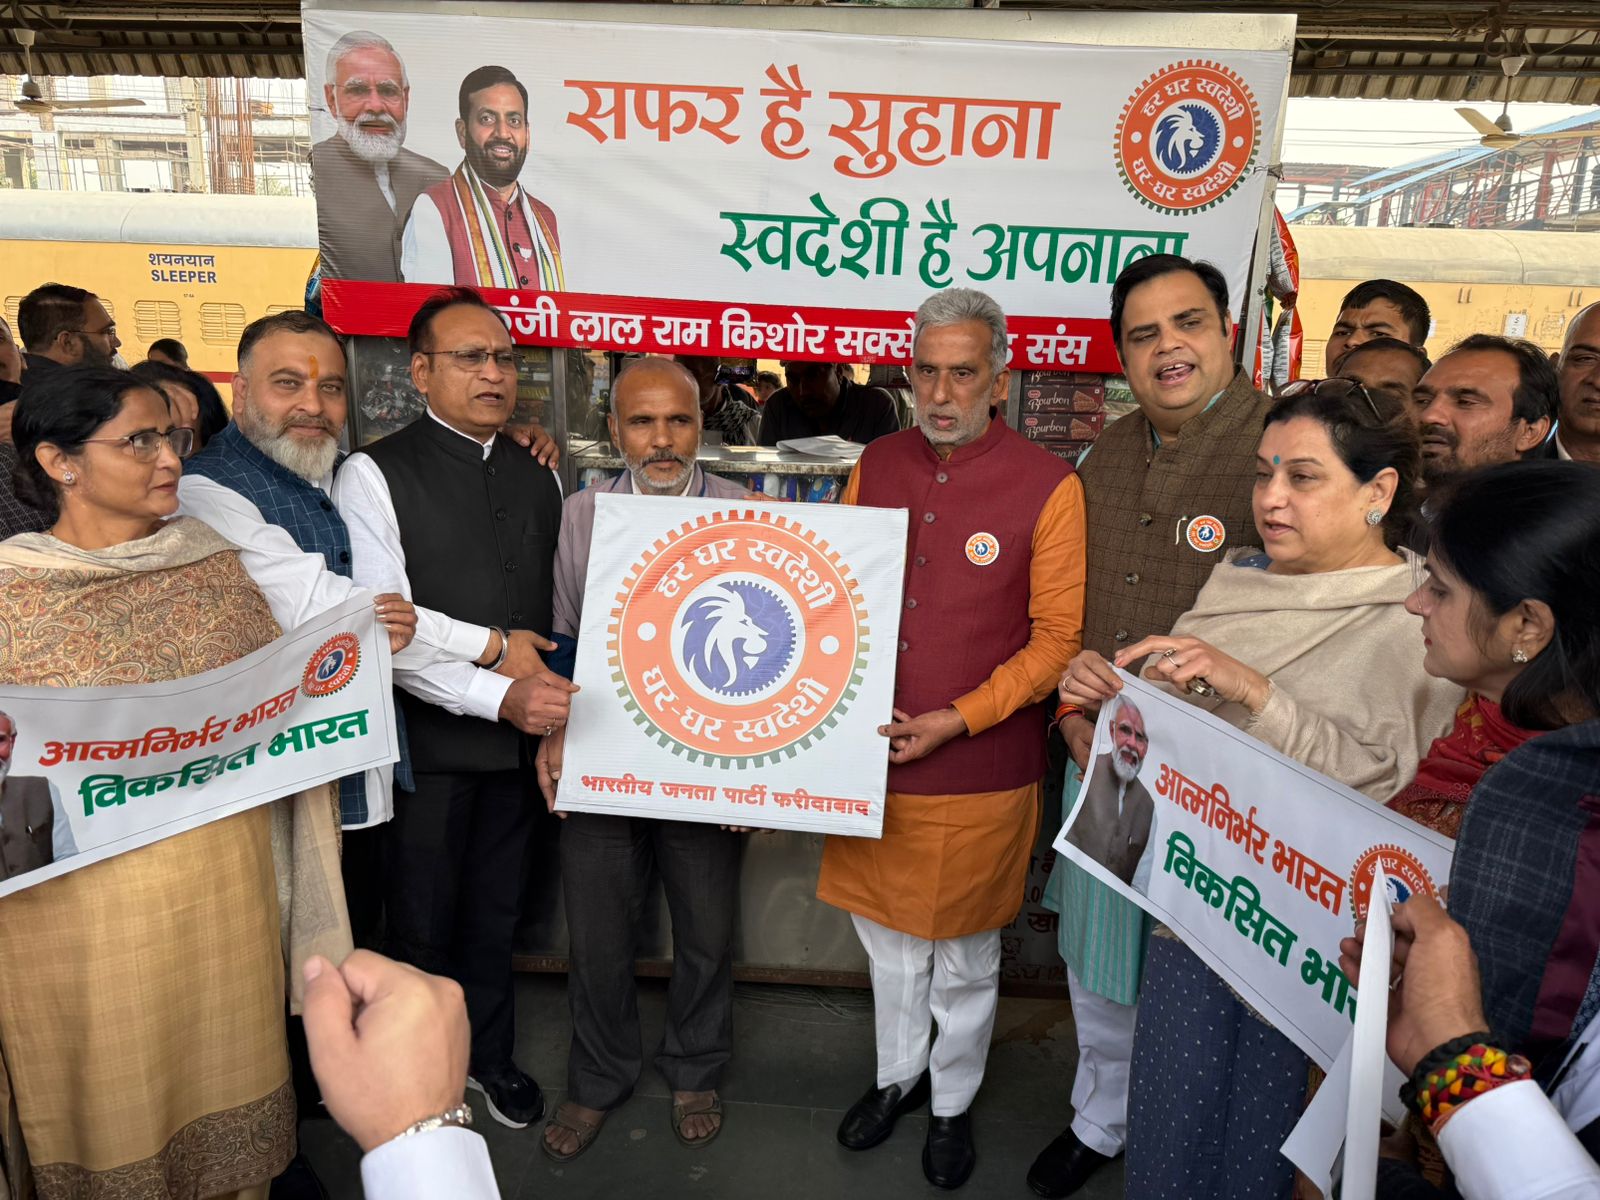 सफर है सुहाना
हर घर स्वदेशी
घर-घर स्वदेशी
स्वदेशी है अपनाना
लाल राम किशोर
संस
शयनयान
SLEEPER
Bourbon
Bourbon
हर घर स्वदेशी
घर-घर स्वदेशी
भारतीय जनता पार्टी फरीदाबाद
आत्मनिर्भर भारत
विकसित भारत
आत्मनिर्भर भारत
विकसित